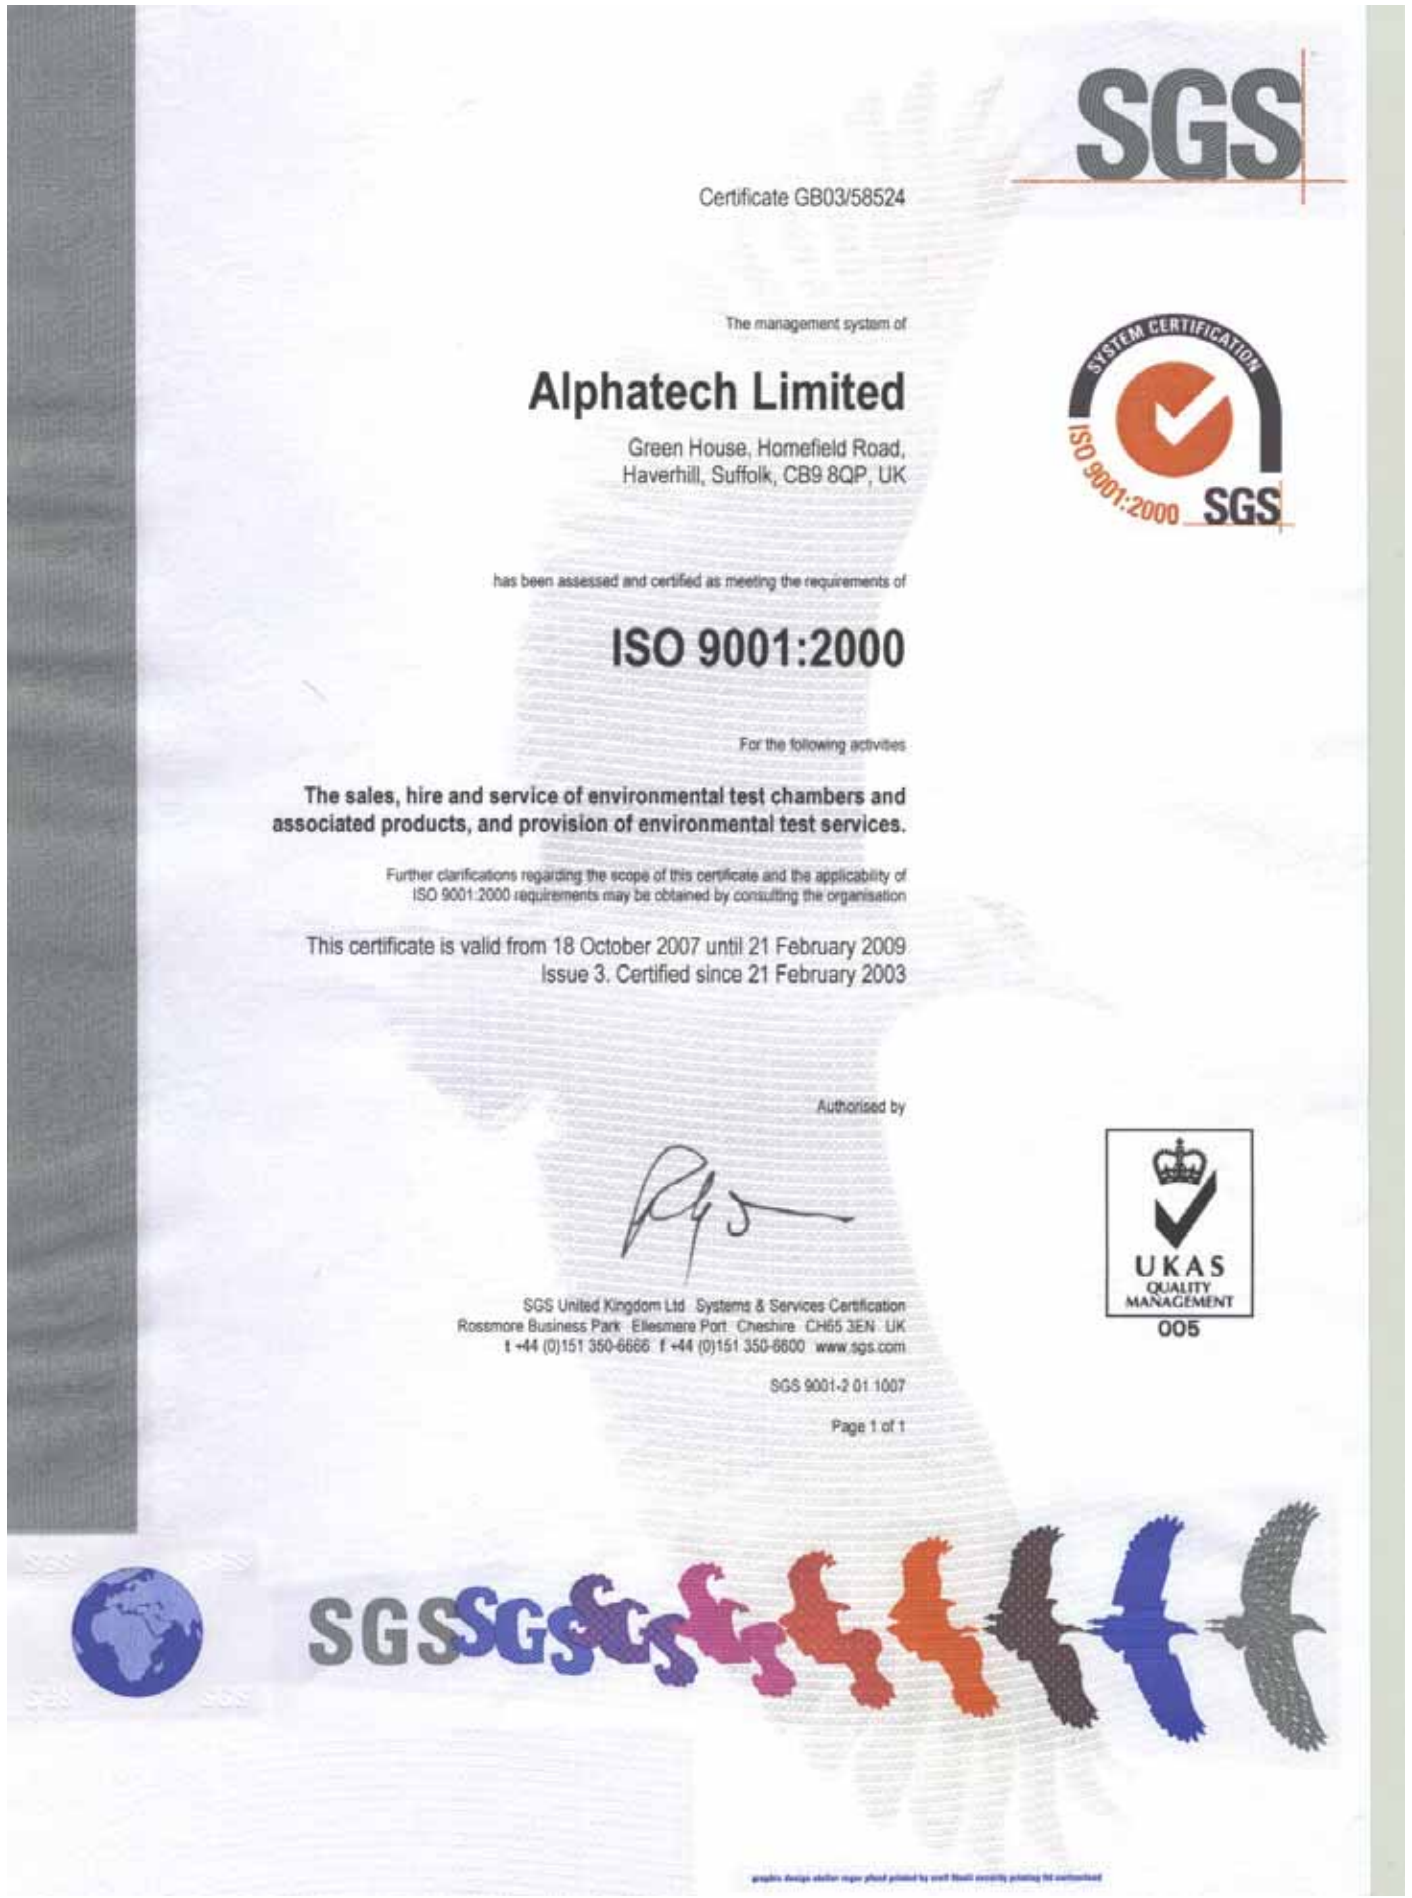 SGS
Certificate GB03/58524
The management system of
Alphatech Limited
Green House, Homefield Road,
Haverhill, Suffolk, CB9 8QP, UK
SYSTEM CERTIFICATION
ISO 9001:2000
SGS
has been assessed and certified as meeting the requirements of
ISO 9001:2000
For the following activities
The sales, hire and service of environmental test chambers and
associated products, and provision of environmental test services.
Further clarifications regarding the scope of this certificate and the applicability of
ISO 9001:2000 requirements may be obtained by consulting the organisation
This certificate is valid from 18 October 2007 until 21 February 2009
Issue 3. Certified since 21 February 2003
Authorised by
UKAS
QUALITY
MANAGEMENT
005
SGS United Kingdom Ltd Systems & Services Certification
Rossmore Business Park Ellesmere Port Cheshire CH65 3EN UK
t +44 (0)151 350-6666 f +44 (0)151 350-6600 www.sgs.com
SGS 9001-2 01 1007
Page 1 of 1
SGS SGS
SGS SGS SGS
SGS SGS